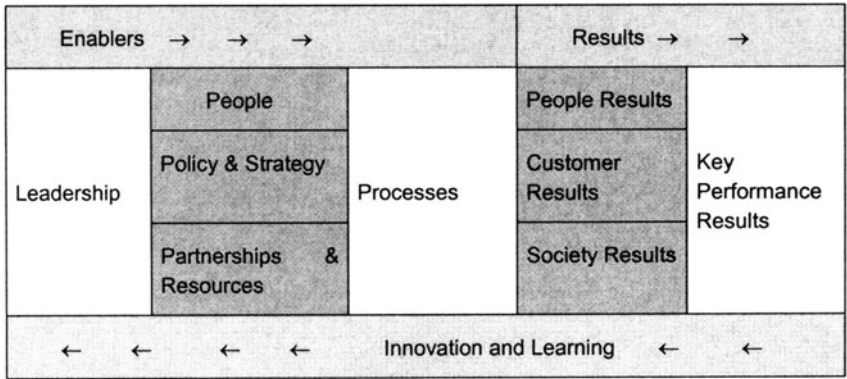 Enablers → → →
Results → →
Leadership
People
Policy & Strategy
Partnerships &
Resources
Processes
People Results
Customer
Results
Society Results
Key
Performance
Results
← ← ← ← Innovation and Learning ← ←